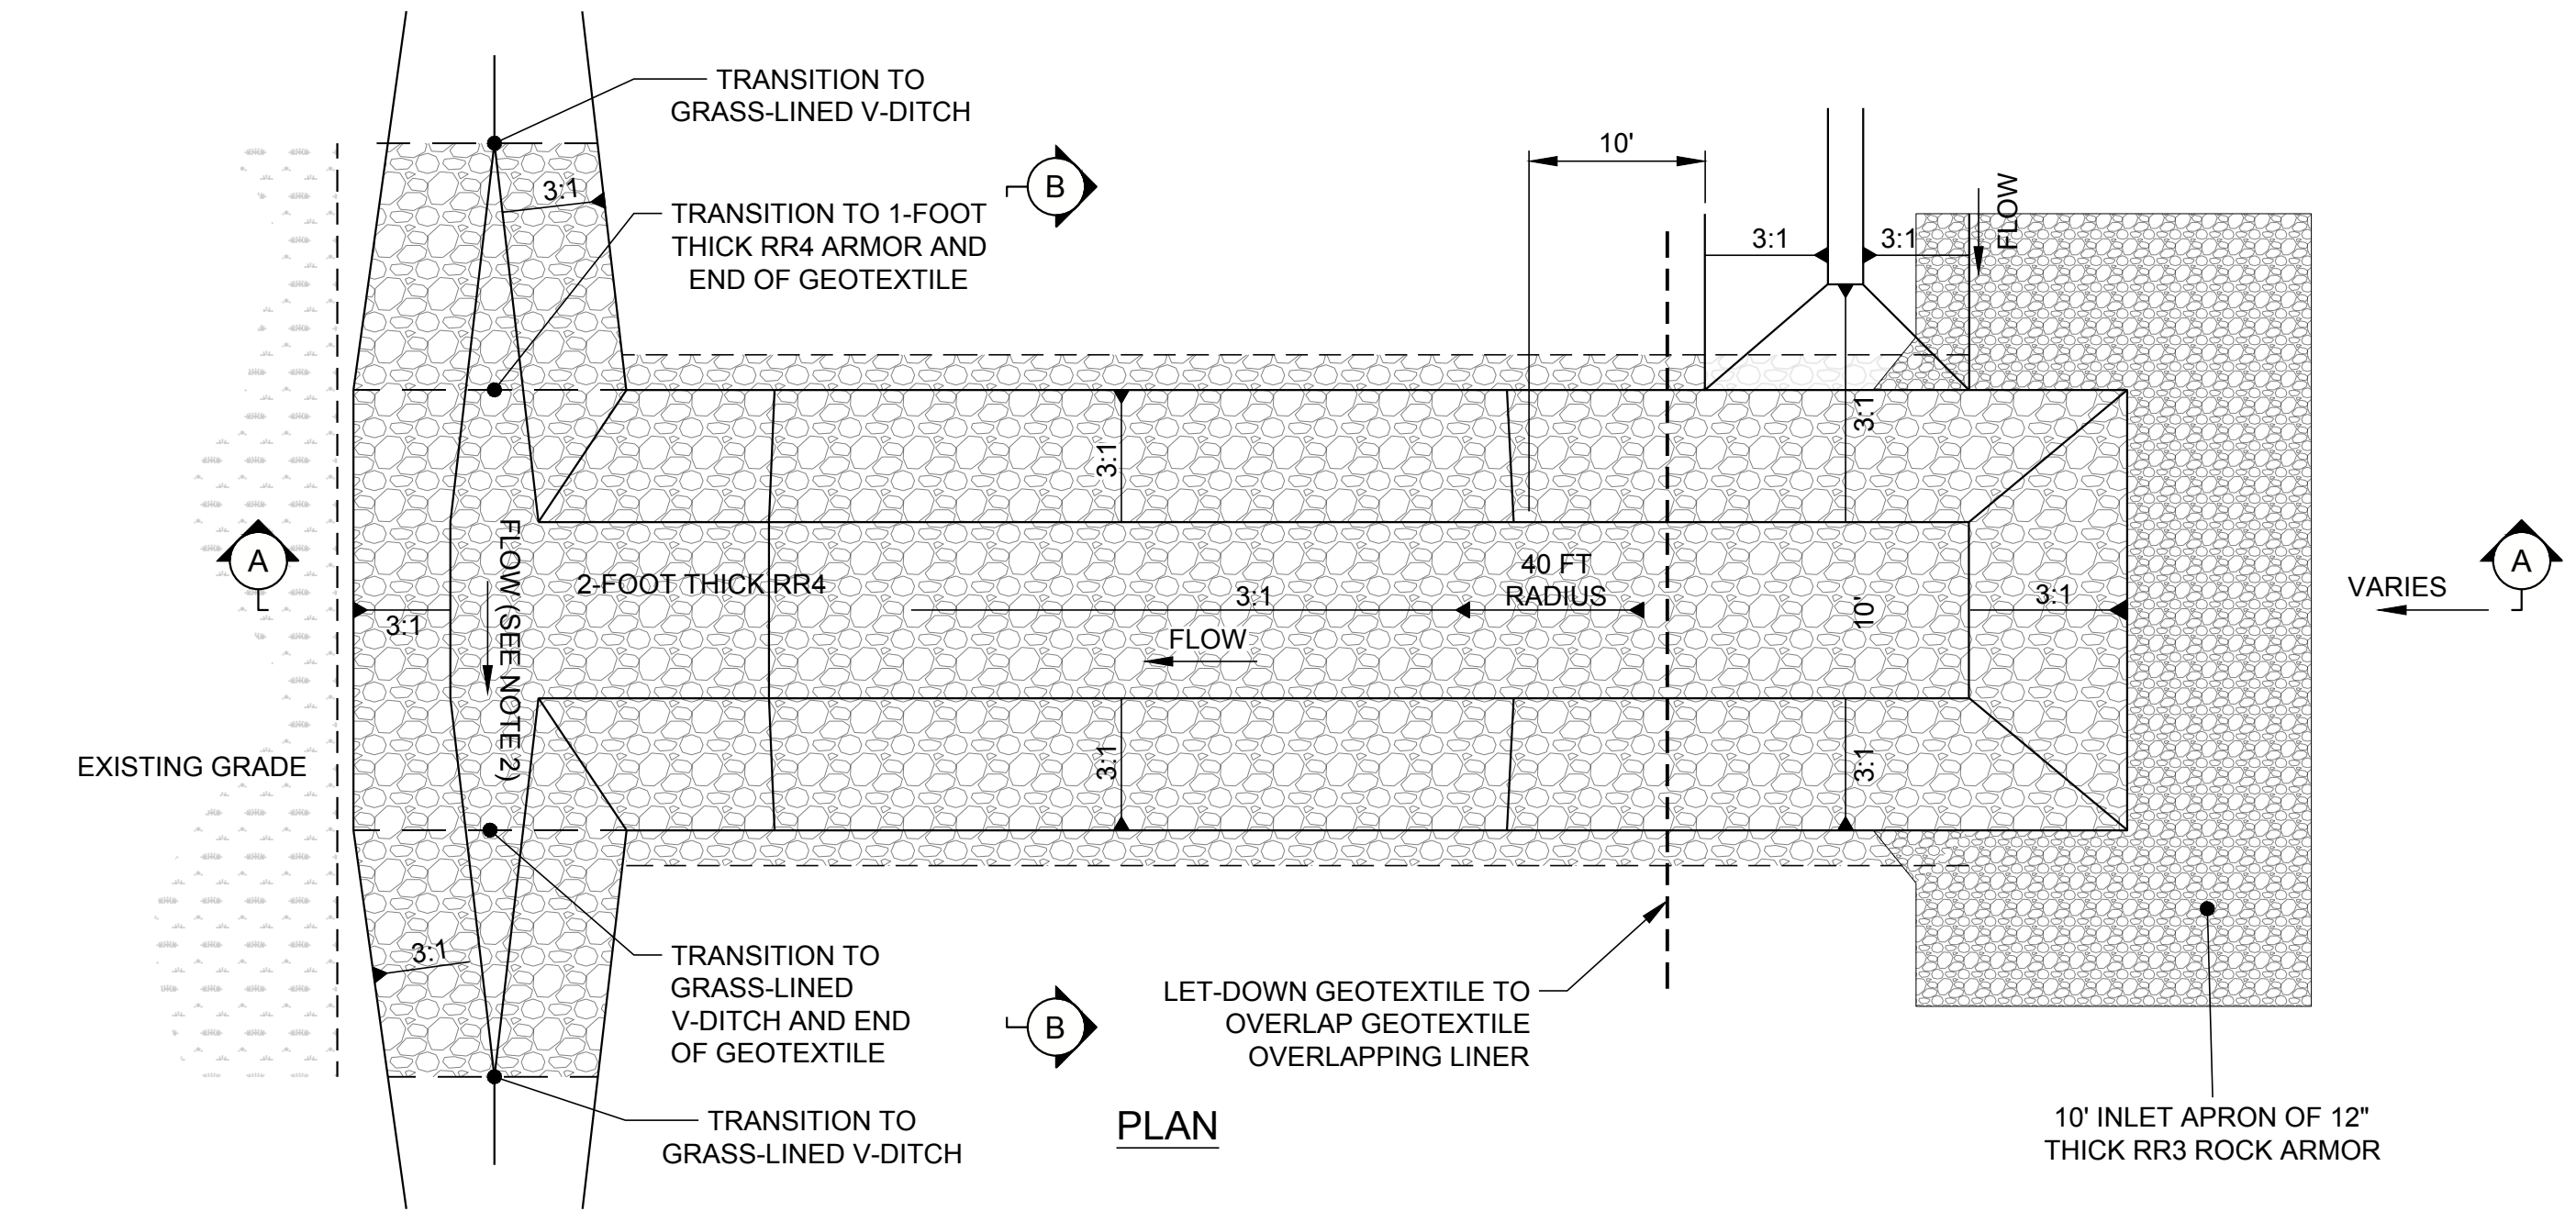 TRANSITION TO
GRASS-LINED V-DITCH
10'
3:1
B
FLOW
TRANSITION TO 1-FOOT
THICK RR4 ARMOR AND
END OF GEOTEXTILE
3:1
3:1
3:1
3:1
FLOW (SEE NOTE 2)
A
A
40 FT
RADIUS
2-FOOT THICK RR4
3:1
3:1
VARIES
10'
3:1
FLOW
3:1
3:1
EXISTING GRADE
3:1
TRANSITION TO
GRASS-LINED
V-DITCH AND END
OF GEOTEXTILE
B
LET-DOWN GEOTEXTILE TO
OVERLAP GEOTEXTILE
OVERLAPPING LINER
TRANSITION TO
GRASS-LINED V-DITCH
PLAN
10' INLET APRON OF 12"
THICK RR3 ROCK ARMOR